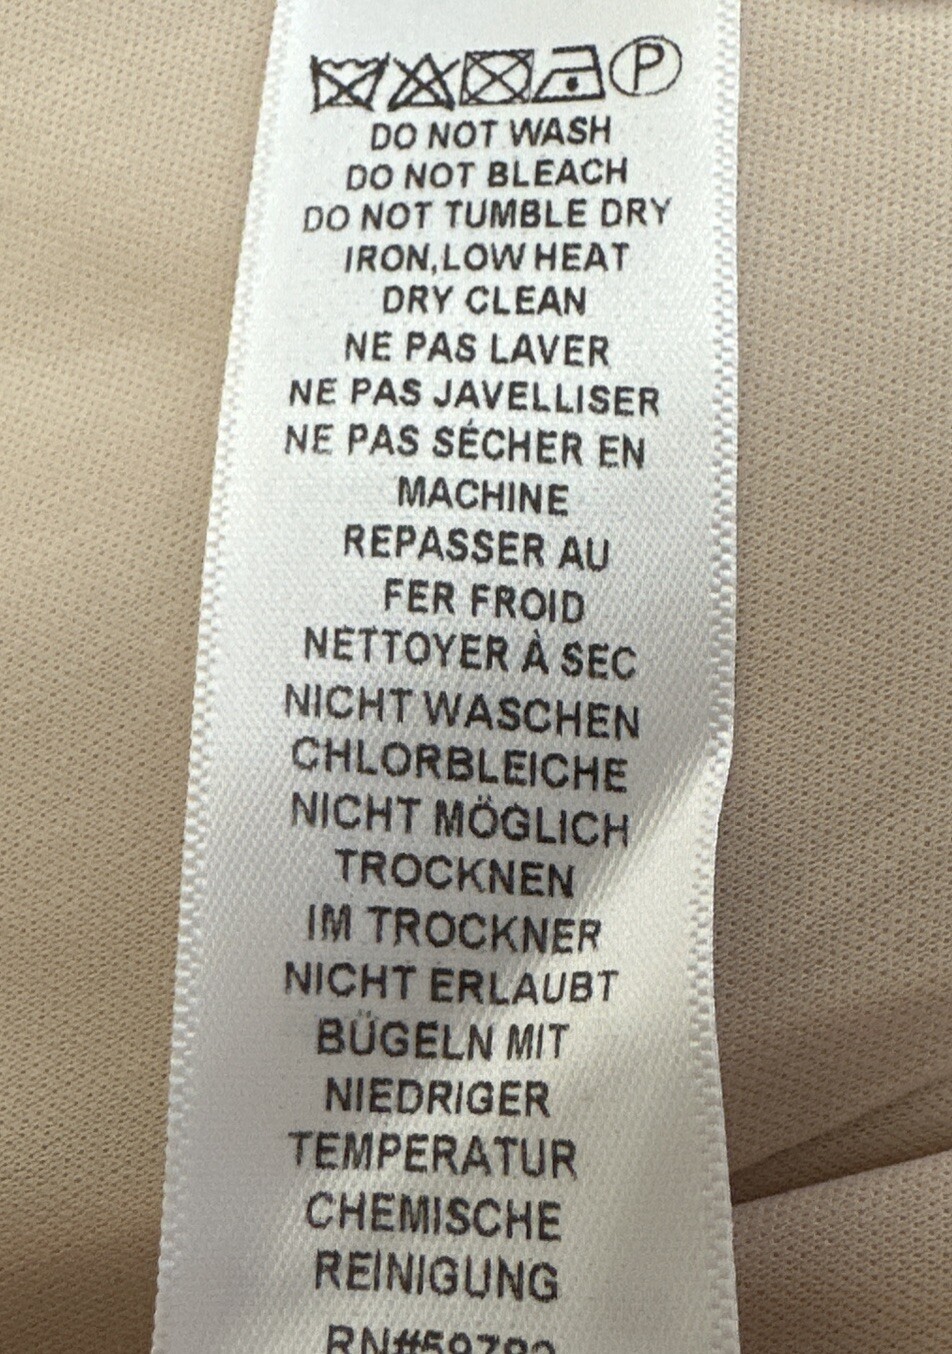 P
DO NOT WASH
DO NOT BLEACH
DO NOT TUMBLE DRY
IRON,LOW HEAT
DRY CLEAN
NE PAS LAVER
NE PAS JAVELLISER
NE PAS SÉCHER EN
MACHINE
REPASSER AU
FER FROID
NETTOYER À SEC
NICHT WASCHEN
CHLORBLEICHE
NICHT MÖGLICH
TROCKNEN
IM TROCKNER
NICHT ERLAUBT
BÜGELN MIT
NIEDRIGER
TEMPERATUR
CHEMISCHE
REINIGUNG